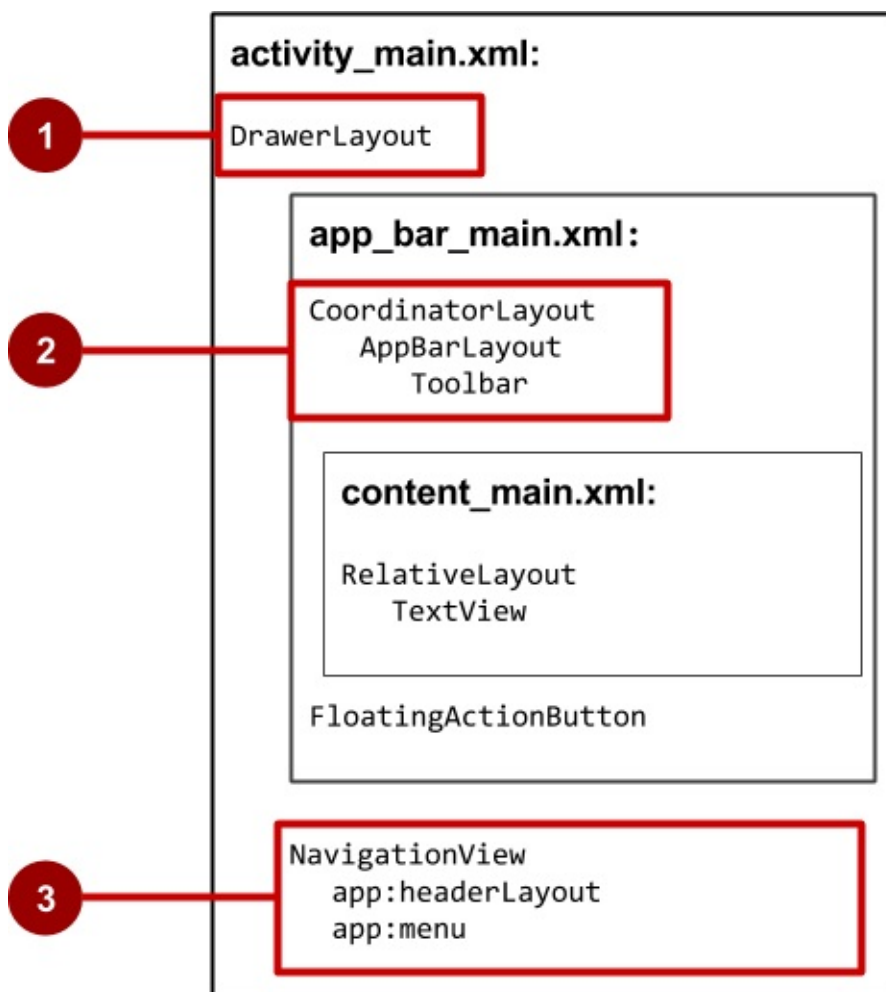 activity_main.xml:
1
DrawerLayout
app_bar_main.xml:
2
CoordinatorLayout
AppBarLayout
Toolbar
content_main.xml:
RelativeLayout
TextView
FloatingActionButton
3
NavigationView
app:headerLayout
app:menu